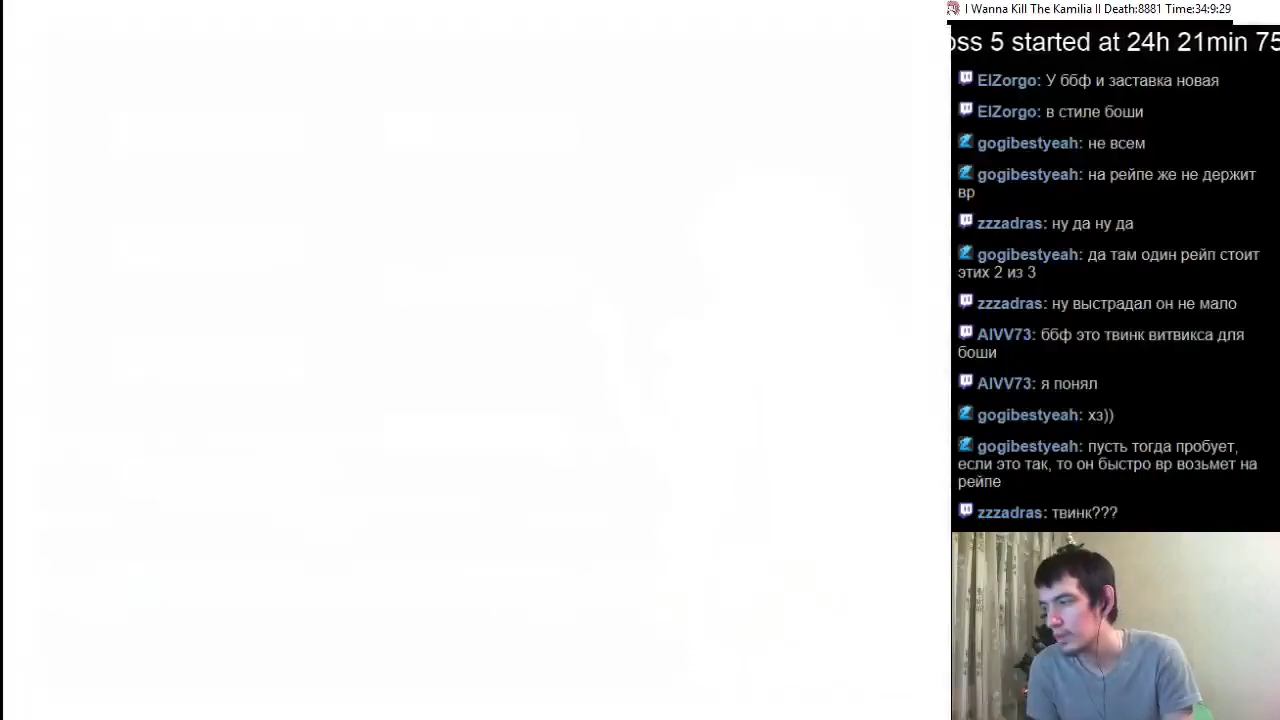 I Wanna Kill The Kamilia II Death:8881 Time:34:9:29
oss 5 started at 24h 21min 75
ElZorgo: У ббф и заставка новая
ElZorgo: в стиле боши
gogibestyeah: не всем
gogibestyeah: на рейпе же не держит
вр
zzzadras: ну да ну да
gogibestyeah: да там один рейп стоит
этих 2 из 3
zzzadras: ну выстрадал он не мало
AlVV73: ббф это твинк витвикса для
боши
AlVV73: я понял
gogibestyeah: хз))
gogibestyeah: пусть тогда пробует,
если это так, то он быстро вр возьмет на
рейпе
zzzadras: твинк???